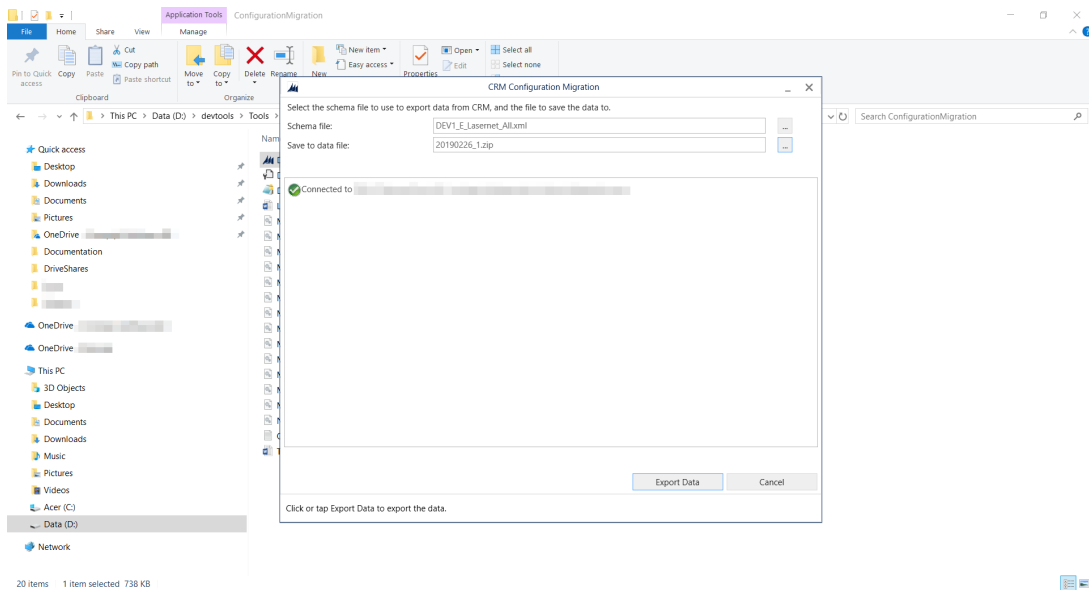 Application Tools ConfigurationMigration
File Home Share View Manage
Pin to Quick access
Copy
Paste
Cut
Copy path
Paste shortcut
Clipboard
Move to
Copy to
Delete
Rename
Organize
New
New item
Easy access
Properties
Open
Edit
Select all
Select none
This PC > Data (D:) > devtools > Tools >
Search ConfigurationMigration
Quick access
Desktop
Downloads
Documents
Pictures
OneDrive
Documentation
DriveShares
OneDrive
OneDrive
This PC
3D Objects
Desktop
Documents
Downloads
Music
Pictures
Videos
Acer (C:)
Data (D:)
Network
20 items 1 item selected 738 KB
CRM Configuration Migration
Select the schema file to use to export data from CRM, and the file to save the data to.
Schema file: DEV1_E_Lasernet_All.xml ...
Save to data file: 20190226_1.zip ...
Connected to
Export Data Cancel
Click or tap Export Data to export the data.